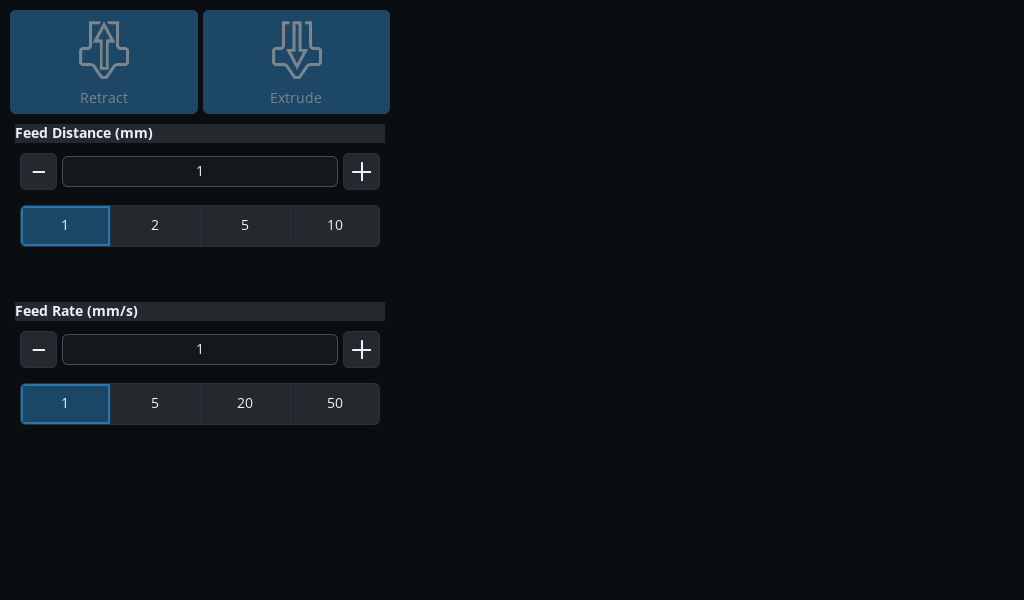 Retract Extrude
Feed Distance (mm)
1
1 2 5 10
Feed Rate (mm/s)
1
1 5 20 50